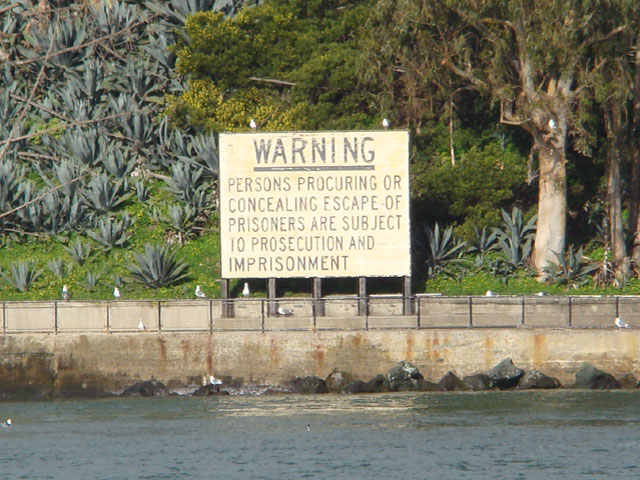 WARNING
PERSONS PROCURING OR
CONCEALING ESCAPE OF
PRISONERS ARE SUBJECT
TO PROSECUTION AND
IMPRISONMENT